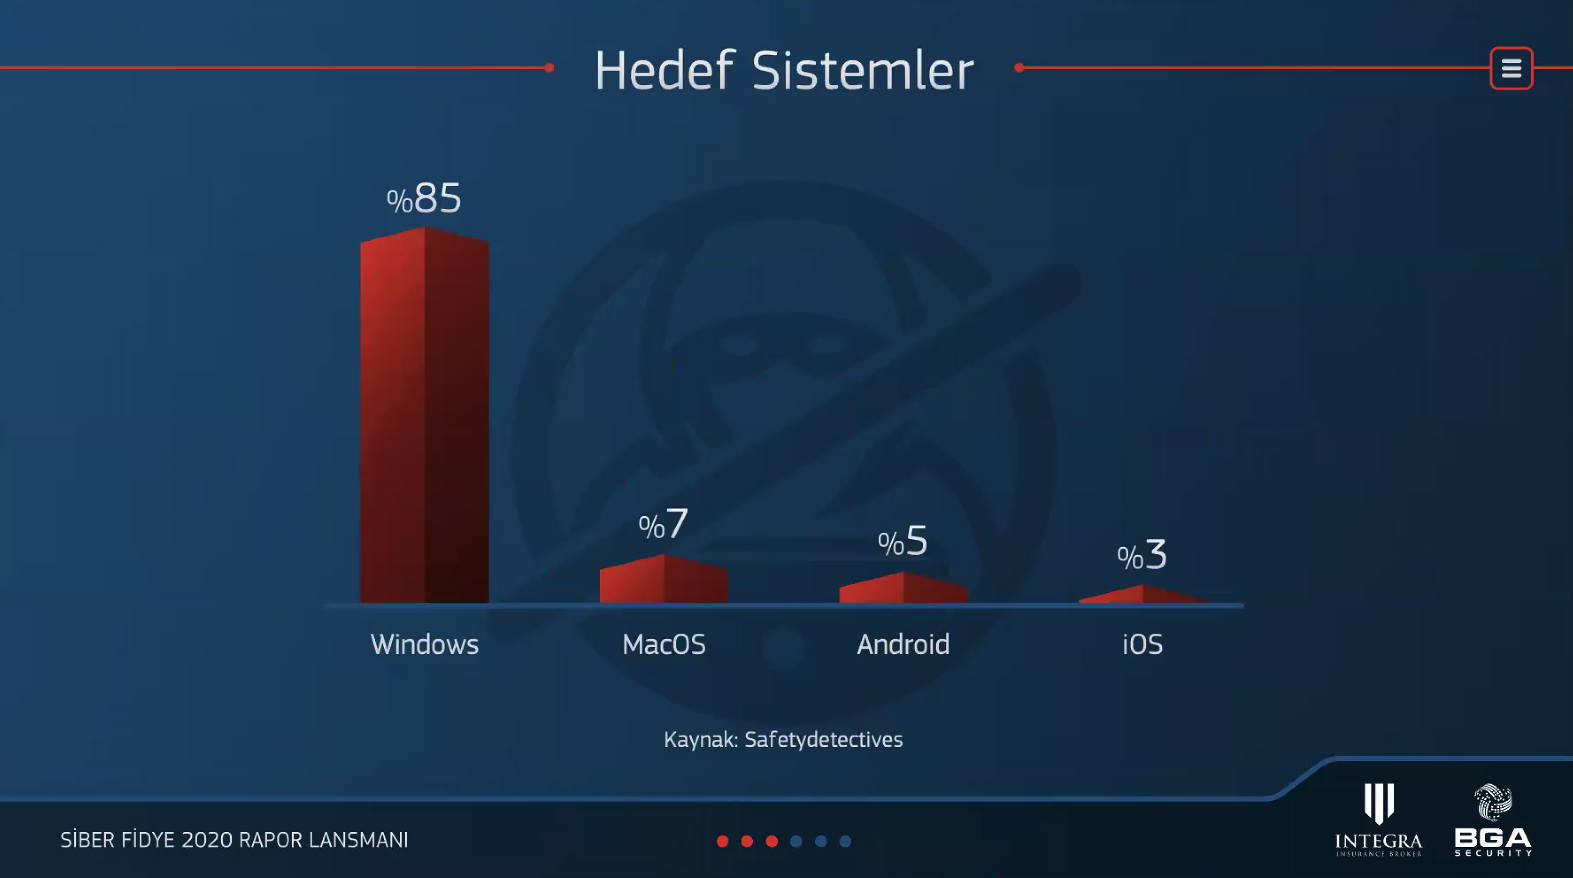 Hedef Sistemler
%85
%7
%5
%3
Windows
MacOS
Android
iOS
Kaynak: Safetydetectives
SİBER FİDYE 2020 RAPOR LANSMANI
INTEGRA
INSURANCE BROKER
BGA
SECURITY